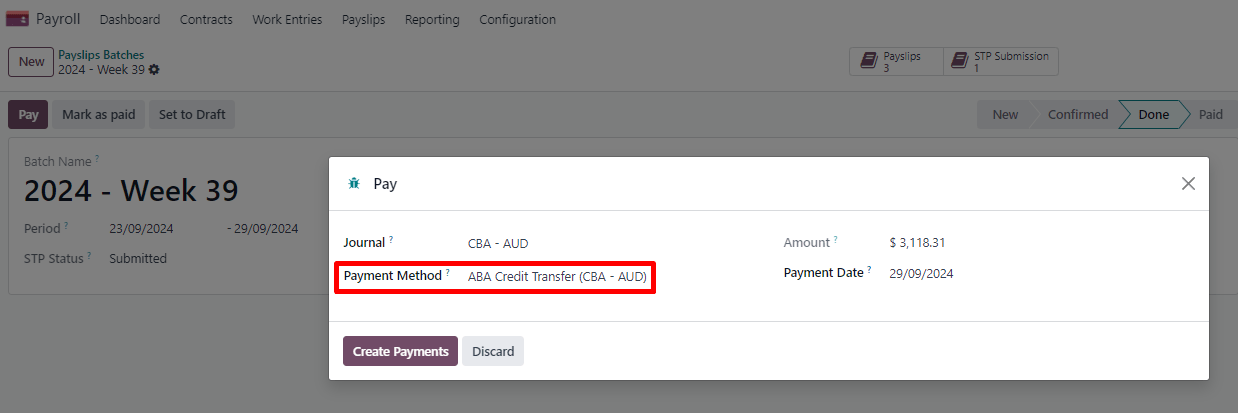 Payroll Dashboard Contracts Work Entries Payslips Reporting Configuration
New
Payslips Batches
2024 - Week 39
Payslips
3
STP Submission
1
Pay Mark as paid Set to Draft
New Confirmed Done Paid
Batch Name ?
2024 - Week 39
Period ? 23/09/2024 - 29/09/2024
STP Status ? Submitted
Pay
Journal ? CBA - AUD
Amount ? $ 3,118.31
Payment Method ? ABA Credit Transfer (CBA - AUD)
Payment Date ? 29/09/2024
Create Payments Discard